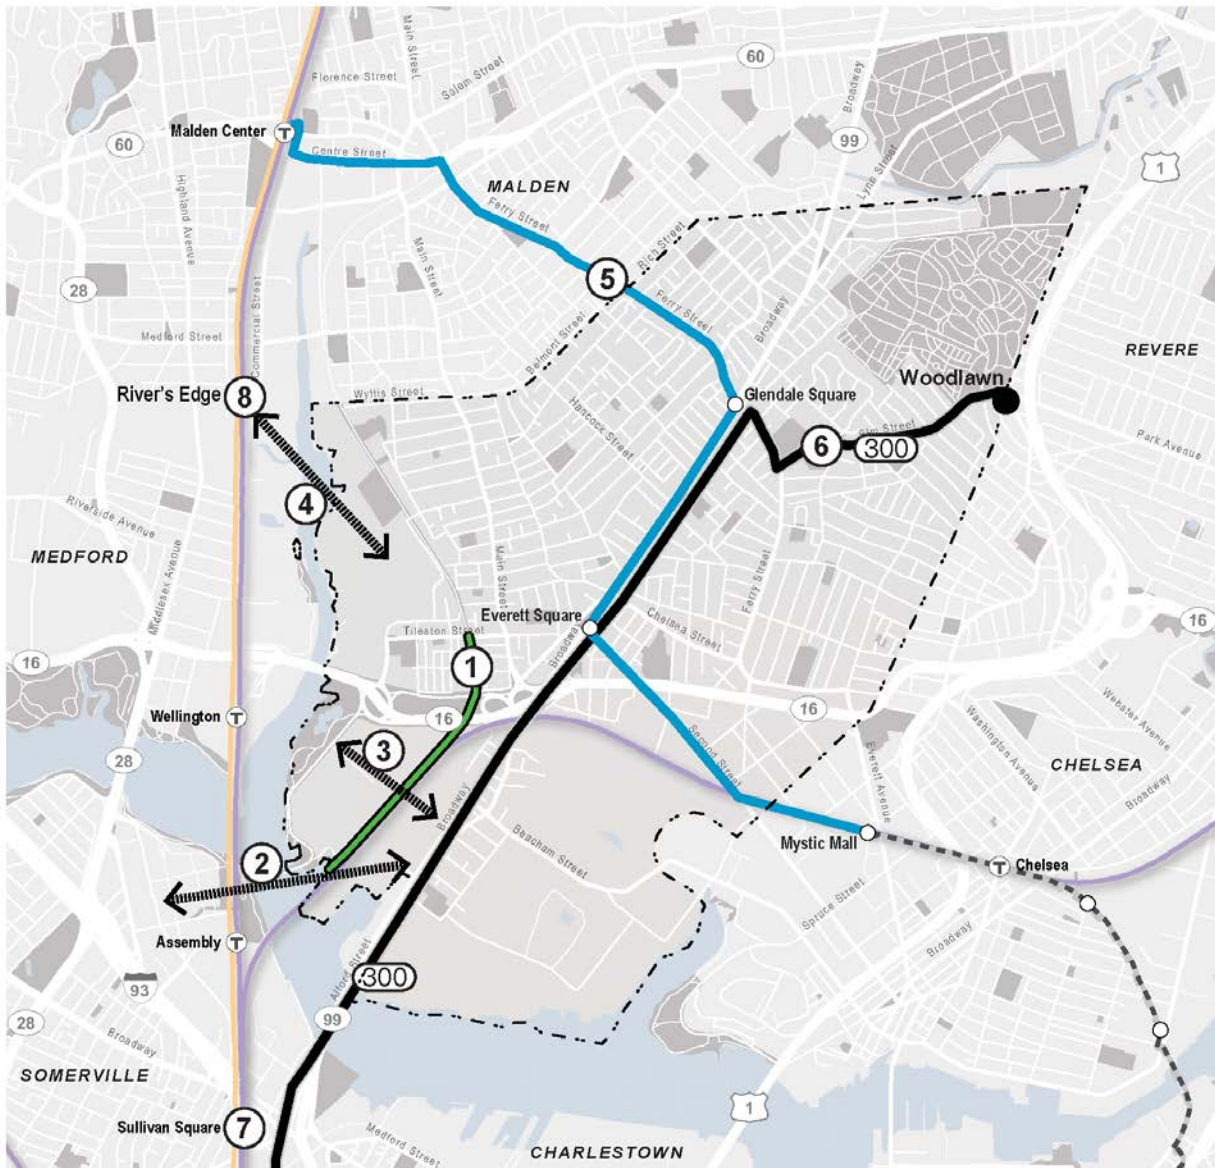 Florence Street
Main Street
Salem Street
60
Broadway
99
Malden Center
T
60
Centre Street
MALDEN
Lynn Street
1
Highland Avenue
Ferry Street
Main Street
Rich Street
28
Commercial Street
5
Ferry Street
Broadway
Medford Street
Belmont Street
REVERE
River's Edge
8
Wyllis Street
Woodlawn
Glendale Square
Hancock Street
6
Elm Street
300
Park Avenue
4
Riverside Avenue
MEDFORD
Middlesex Avenue
Main Street
Ferry Street
Everett Square
Chelsea Street
Tileston Street
Broadway
16
16
1
16
16
Wellington
T
Second Street
Everett Avenue
Washington Avenue
Webster Avenue
28
3
CHELSEA
Broadway
Broadway
Mystic Mall
Beacham Street
2
T
Chelsea
Spruce Street
Broadway
Assembly
T
Alford Street
300
93
28
99
Broadway
SOMERVILLE
1
Sullivan Square
7
Medford Street
CHARLESTOWN